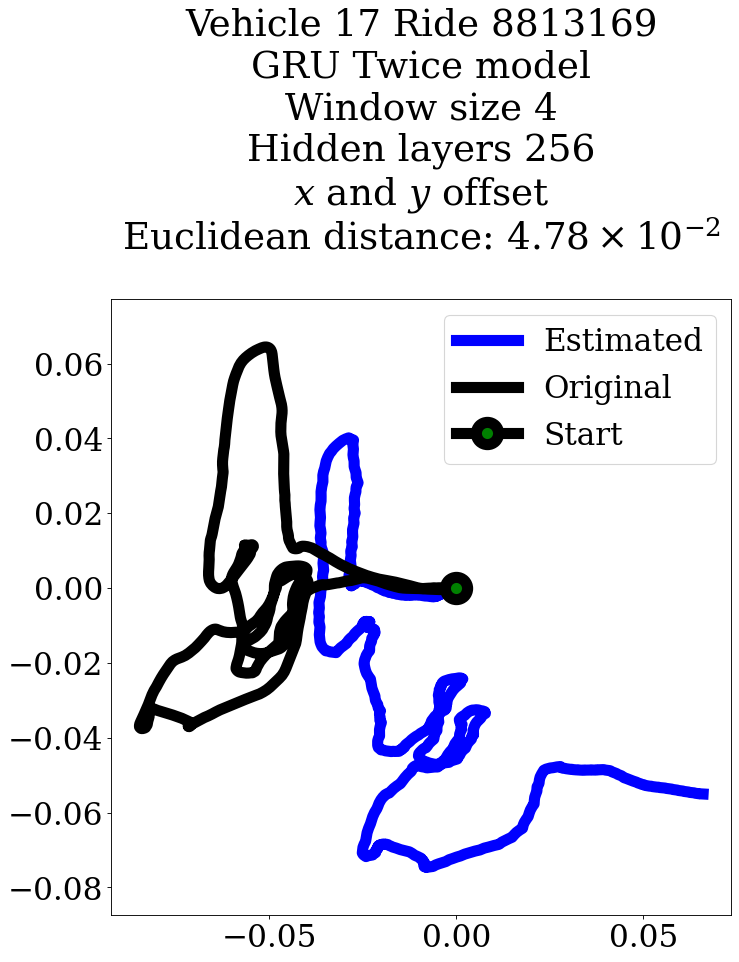 Vehicle 17 Ride 8813169
GRU Twice model
Window size 4
Hidden layers 256
x and y offset
Euclidean distance: 4.78 × 10⁻²
Estimated
Original
Start
0.06
0.04
0.02
0.00
−0.02
−0.04
−0.06
−0.08
−0.05 0.00 0.05